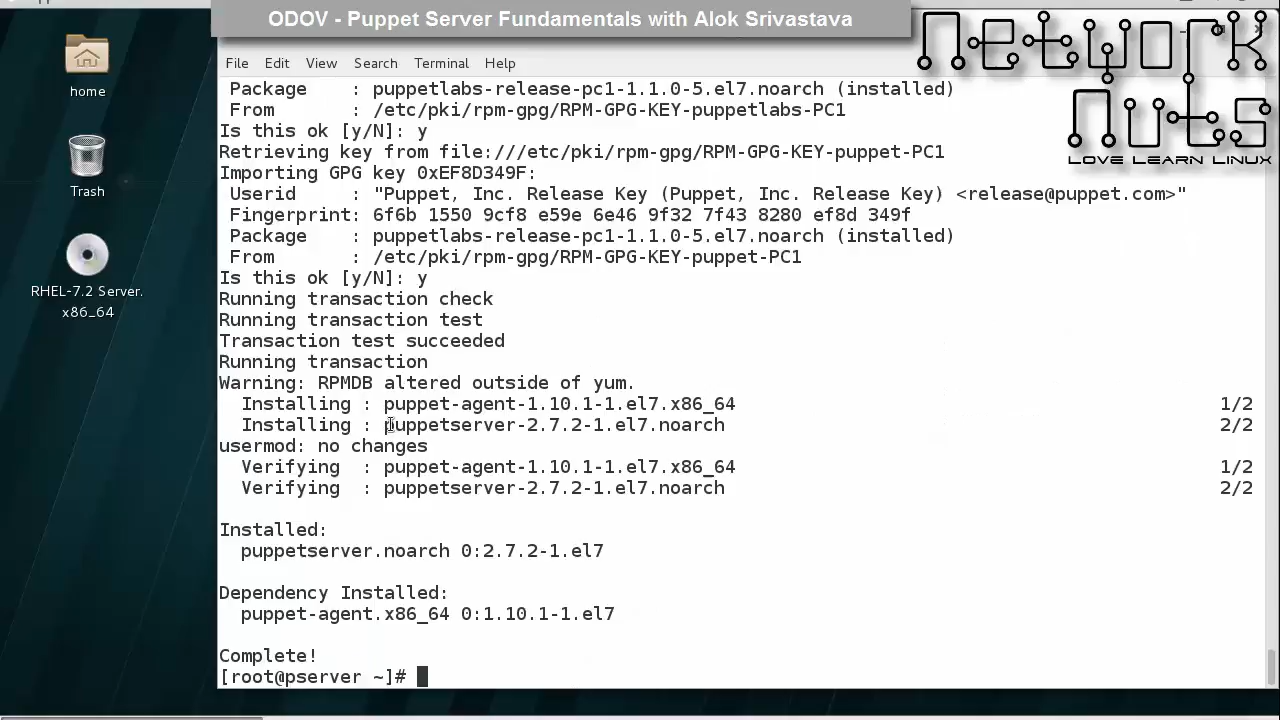 ODOV - Puppet Server Fundamentals with Alok Srivastava
Network
Nuts
LOVE LEARN LINUX
home
Trash
RHEL-7.2 Server.
x86_64
File Edit View Search Terminal Help
Package : puppetlabs-release-pc1-1.1.0-5.el7.noarch (installed)
From : /etc/pki/rpm-gpg/RPM-GPG-KEY-puppetlabs-PC1
Is this ok [y/N]: y
Retrieving key from file:///etc/pki/rpm-gpg/RPM-GPG-KEY-puppet-PC1
Importing GPG key 0xEF8D349F:
Userid : "Puppet, Inc. Release Key (Puppet, Inc. Release Key) <release@puppet.com>"
Fingerprint: 6f6b 1550 9cf8 e59e 6e46 9f32 7f43 8280 ef8d 349f
Package : puppetlabs-release-pc1-1.1.0-5.el7.noarch (installed)
From : /etc/pki/rpm-gpg/RPM-GPG-KEY-puppet-PC1
Is this ok [y/N]: y
Running transaction check
Running transaction test
Transaction test succeeded
Running transaction
Warning: RPMDB altered outside of yum.
Installing : puppet-agent-1.10.1-1.el7.x86_64 1/2
Installing : puppetserver-2.7.2-1.el7.noarch 2/2
usermod: no changes
Verifying : puppet-agent-1.10.1-1.el7.x86_64 1/2
Verifying : puppetserver-2.7.2-1.el7.noarch 2/2
Installed:
puppetserver.noarch 0:2.7.2-1.el7
Dependency Installed:
puppet-agent.x86_64 0:1.10.1-1.el7
Complete!
[root@pserver ~]#